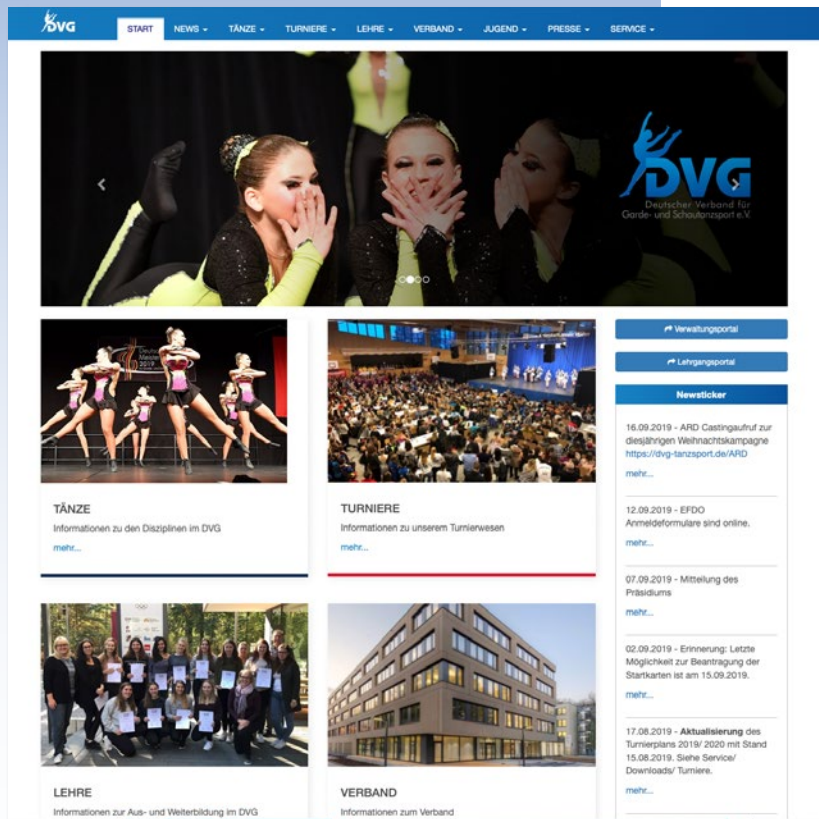 DVG
START NEWS TÄNZE TURNIERE LEHRE VERBAND JUGEND PRESSE SERVICE
DVG
Deutscher Verband für
Garde- und Schautanzsport e.V.
2019
TÄNZE
Informationen zu den Disziplinen im DVG
mehr...
TURNIERE
Informationen zu unserem Turnierwesen
mehr...
LEHRE
Informationen zur Aus- und Weiterbildung im DVG
VERBAND
Informationen zum Verband
Verwaltungsportal
Lehrgangsportal
Newsticker
16.09.2019 - ARD Castingaufruf zur
diesjährigen Weihnachtskampagne
https://dvg-tanzsport.de/ARD
mehr...
12.09.2019 - EFDO
Anmeldeformulare sind online.
mehr...
07.09.2019 - Mitteilung des
Präsidiums
mehr...
02.09.2019 - Erinnerung: Letzte
Möglichkeit zur Beantragung der
Startkarten ist am 15.09.2019.
mehr...
17.08.2019 - Aktualisierung des
Turnierplans 2019/ 2020 mit Stand
15.08.2019. Siehe Service/
Downloads/ Turniere.
mehr...